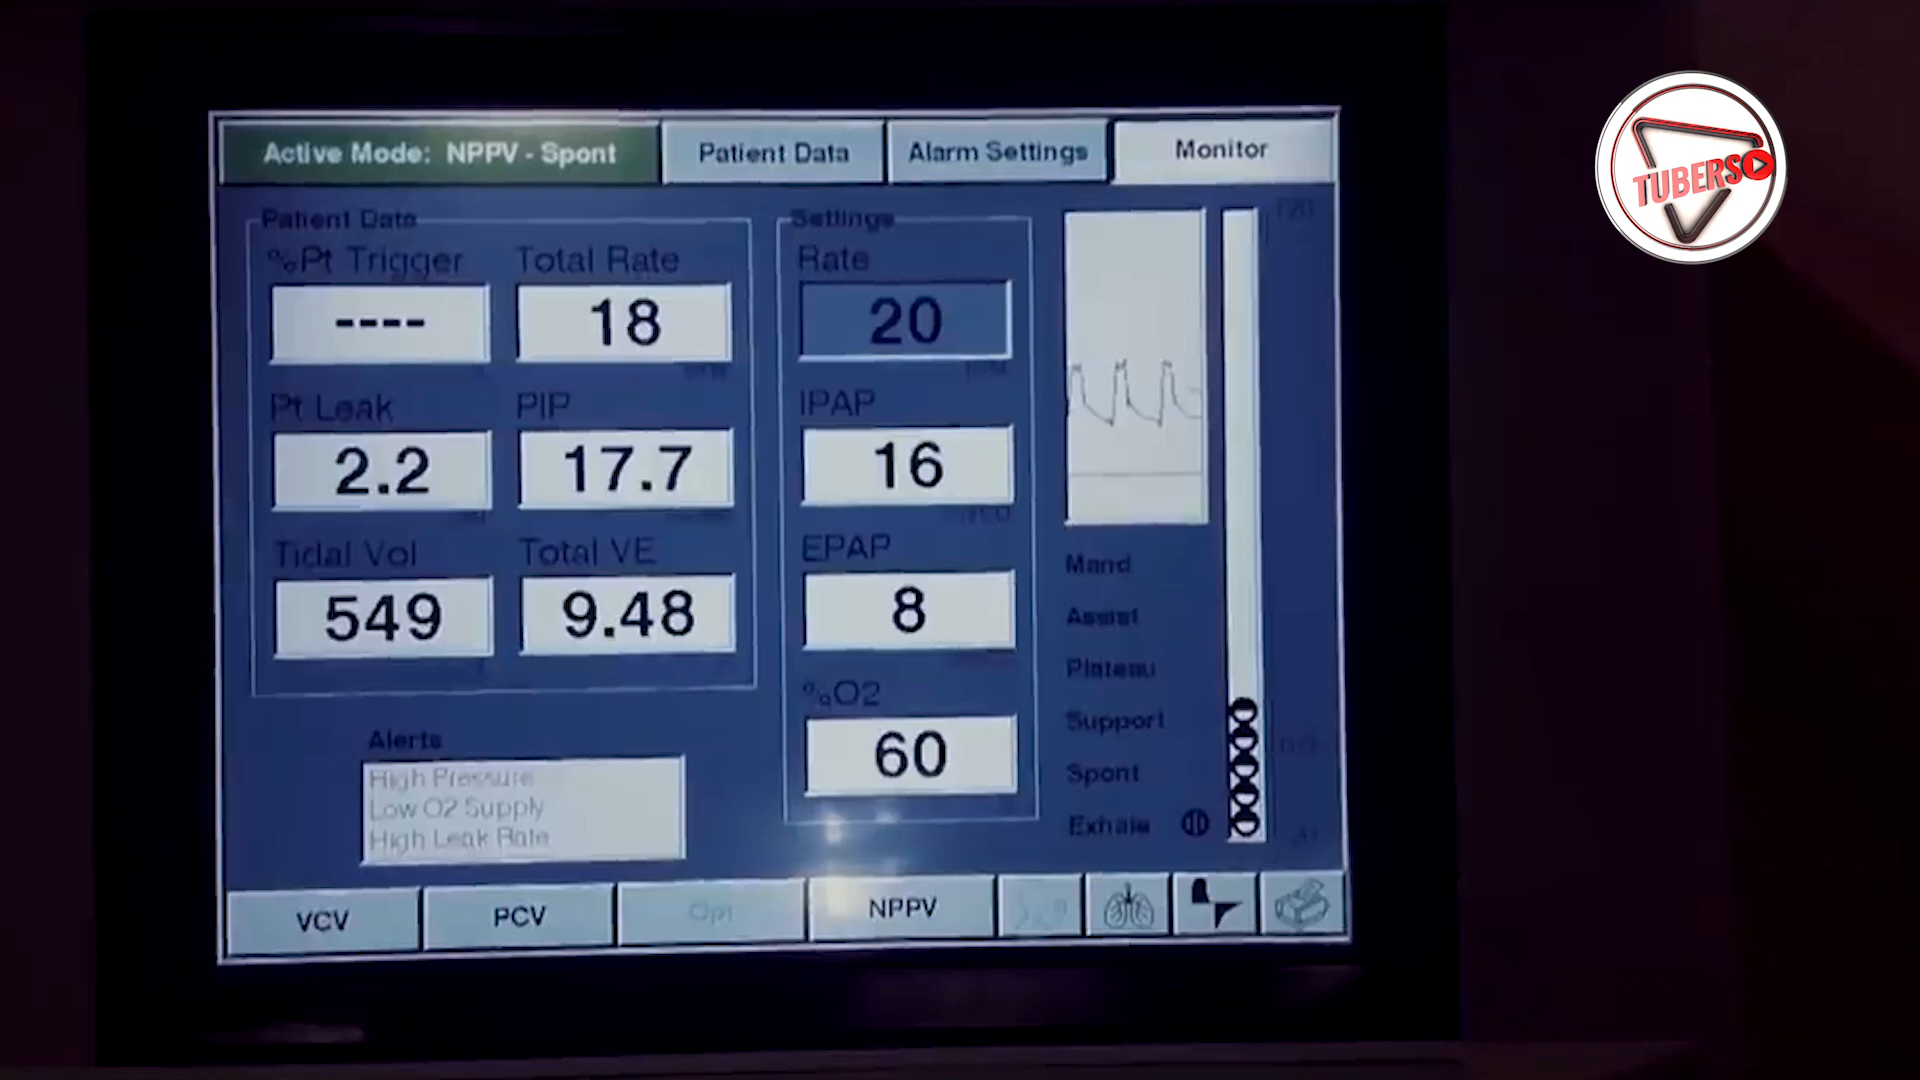 Active Mode: NPPV - Spont
Patient Data
Alarm Settings
Monitor
TUBERS
Patient Data
%Pt Trigger
Total Rate
----
18
Pt Leak
PIP
2.2
17.7
Tidal Vol
Total VE
549
9.48
Settings
Rate
20
IPAP
16
EPAP
8
%O2
60
120
Mand
Assist
Plateau
Support
Spont
Exhale
Alerts
High Pressure
Low O2 Supply
High Leak Rate
VCV
PCV
Opt
NPPV